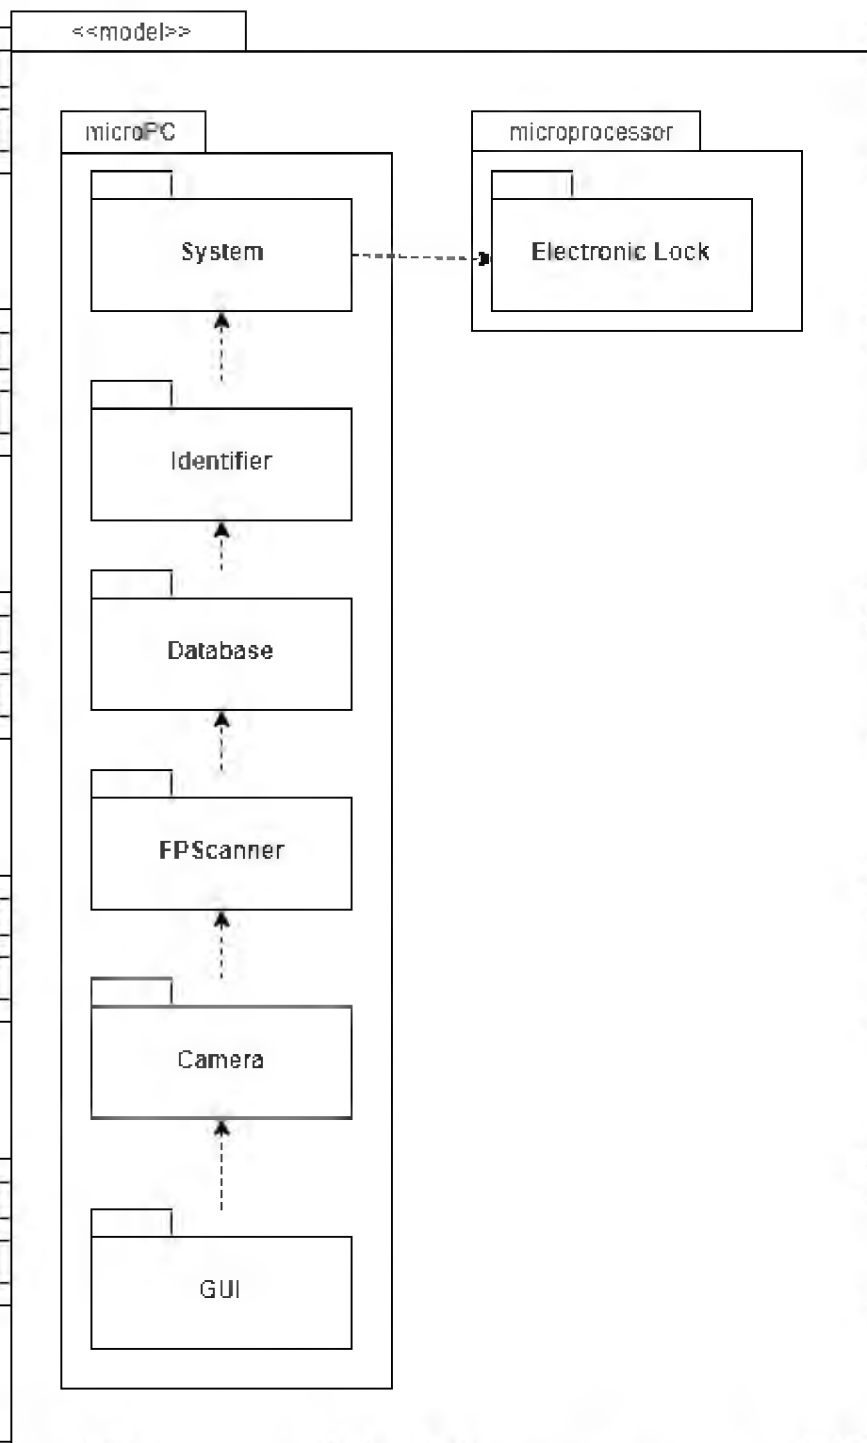 <<model>>
microPC
microprocessor
System
Electronic Lock
Identifier
Database
FPScanner
Camera
GUI